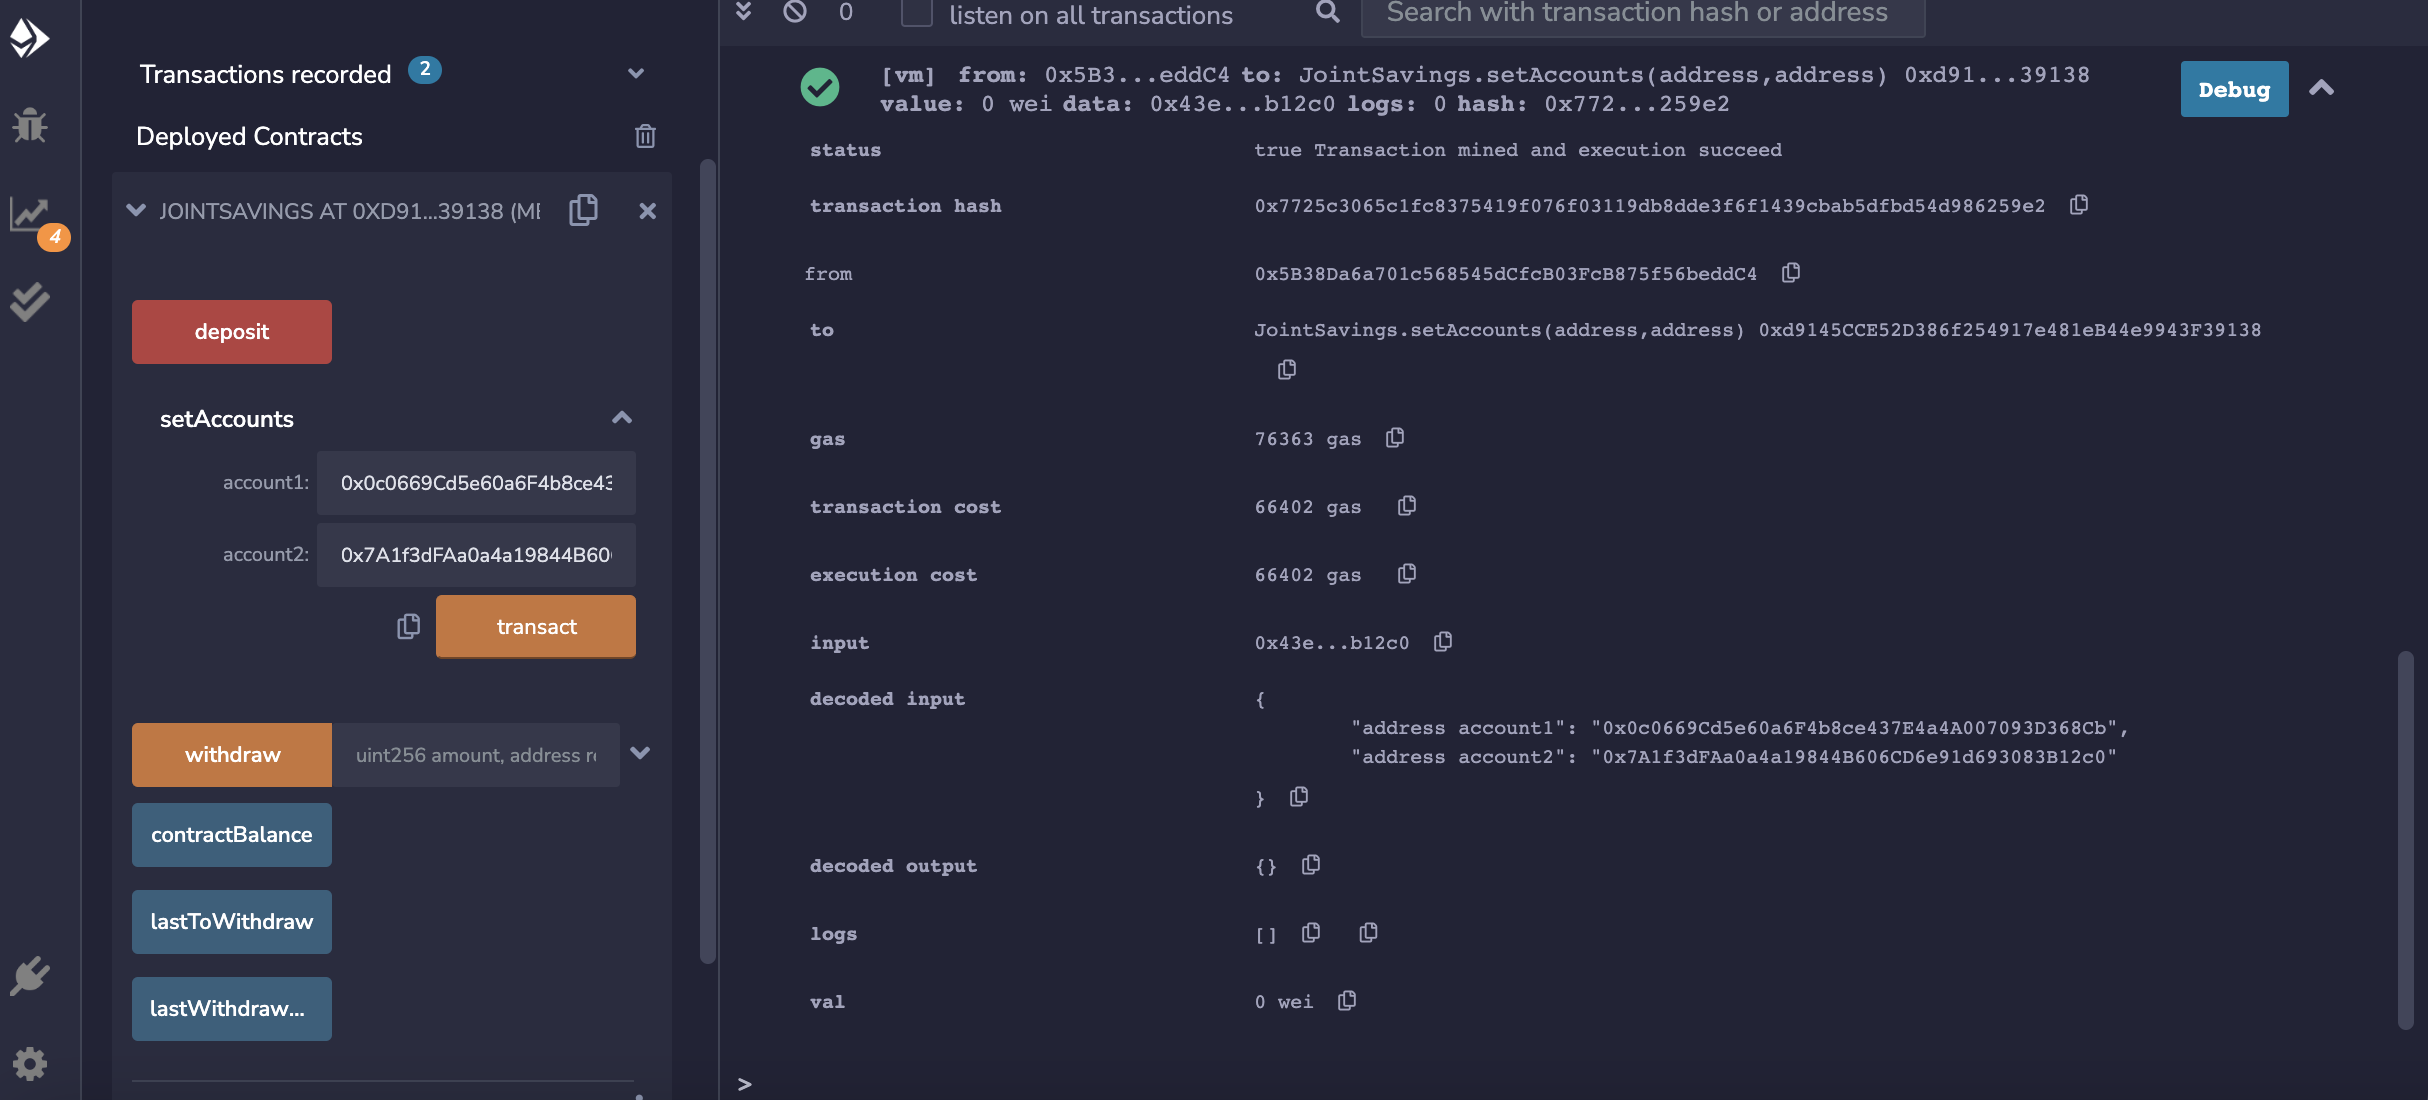 4
Transactions recorded 2
Deployed Contracts
JOINTSAVINGS AT 0XD91...39138 (ME
deposit
setAccounts
account1: 0x0c0669Cd5e60a6F4b8ce43
account2: 0x7A1f3dFAa0a4a19844B60
transact
withdraw uint256 amount, address re
contractBalance
lastToWithdraw
lastWithdraw...
0 listen on all transactions Search with transaction hash or address
[vm] from: 0x5B3...eddC4 to: JointSavings.setAccounts(address,address) 0xd91...39138
value: 0 wei data: 0x43e...b12c0 logs: 0 hash: 0x772...259e2
Debug
status true Transaction mined and execution succeed
transaction hash 0x7725c3065c1fc8375419f076f03119db8dde3f6f1439cbab5dfbd54d986259e2
from 0x5B38Da6a701c568545dCfcB03FcB875f56beddC4
to JointSavings.setAccounts(address,address) 0xd9145CCE52D386f254917e481eB44e9943F39138
gas 76363 gas
transaction cost 66402 gas
execution cost 66402 gas
input 0x43e...b12c0
decoded input {
"address account1": "0x0c0669Cd5e60a6F4b8ce437E4a4A007093D368Cb",
"address account2": "0x7A1f3dFAa0a4a19844B606CD6e91d693083B12c0"
}
decoded output {}
logs []
val 0 wei
>